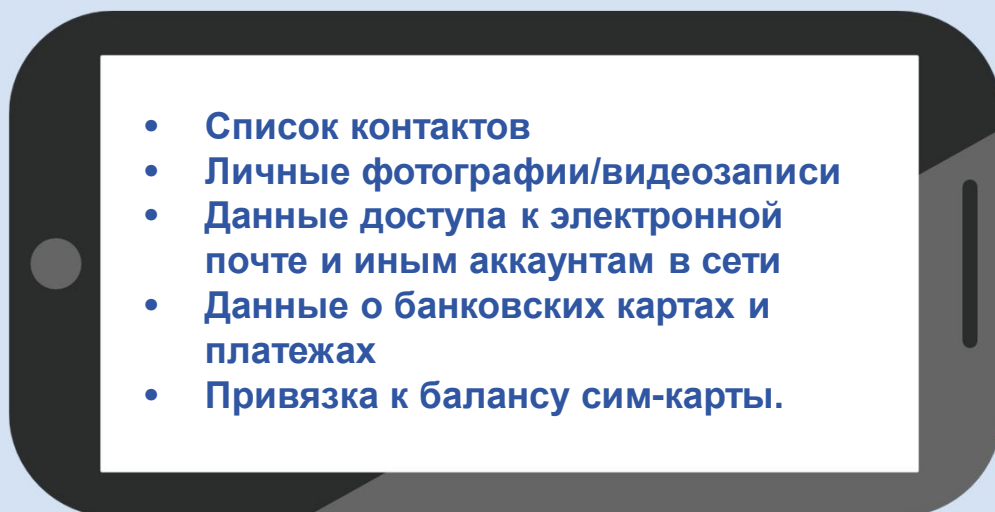 • Список контактов
• Личные фотографии/видеозаписи
• Данные доступа к электронной
почте и иным аккаунтам в сети
• Данные о банковских картах и
платежах
• Привязка к балансу сим-карты.